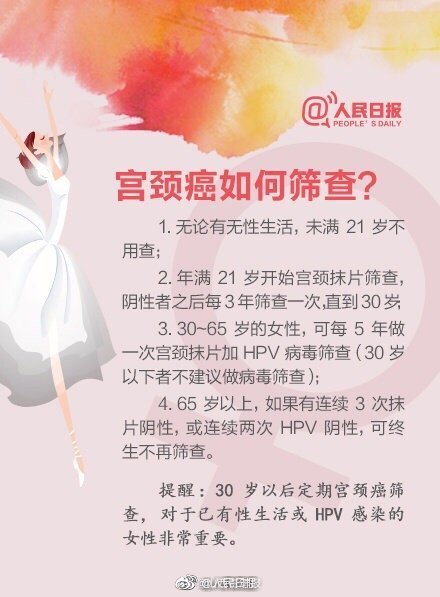 @人民日报
PEOPLE'S DAILY
宫颈癌如何筛查?
1. 无论有无性生活,未满 21 岁不
用查;
2. 年满 21 岁开始宫颈抹片筛查,
阴性者之后每3年筛查一次,直到30岁;
3. 30~65 岁的女性,可每 5 年做
一次宫颈抹片加 HPV 病毒筛查(30 岁
以下者不建议做病毒筛查);
4. 65 岁以上,如果有连续 3 次抹
片阴性,或连续两次 HPV 阴性,可终
生不再筛查。
提醒:30 岁以后定期宫颈癌筛
查,对于已有性生活或 HPV 感染的
女性非常重要。
@人民日报